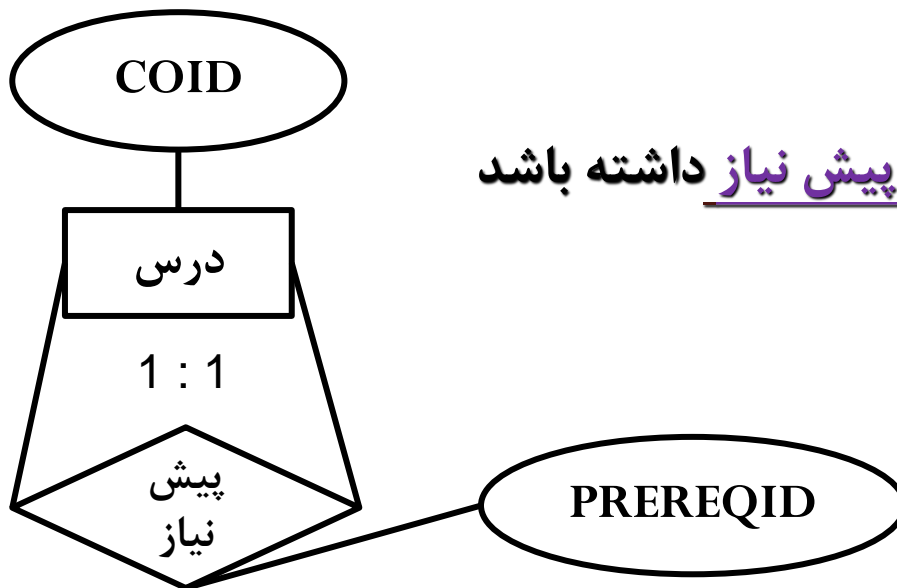 COID
پیش نیاز داشته باشد
درس
1 : 1
پیش
نیاز
PREREQID